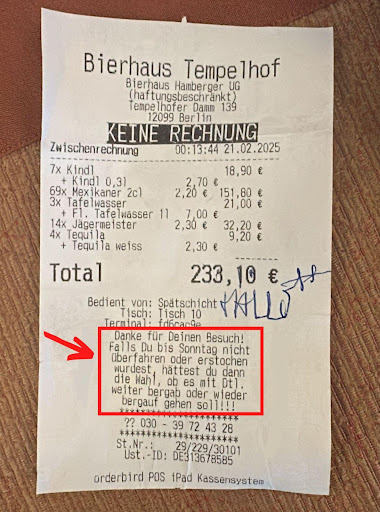 Bierhaus Tempelhof
Bierhaus Hamberger UG
(haftungsbeschränkt)
Tempelhofer Damm 139
12099 Berlin
KEINE RECHNUNG
Zwischenrechnung 00:13:44 21.02.2025
7x Kindl 18,90 €
+ Kindl 0,3l 2,70 €
69x Mexikaner 2cl 2,20 € 151,80 €
3x Tafelwasser 21,00 €
+ Fl. Tafelwasser 1l 7,00 €
14x Jägermeister 2,30 € 32,20 €
4x Tequila 9,20 €
+ Tequila weiss 2,30 €
Total 233,10 €
Bedient von: Spätschicht
Tisch: Tisch 10
Terminal: fd6cac9e
Danke für Deinen Besuch!
Falls Du bis Sonntag nicht
überfahren oder erstochen
wurdest, hättest du dann
die Wahl, ob es mit Dtl.
weiter bergab oder wieder
bergauf gehen soll!!!
********************
?? 030 - 39 72 43 28
********************
St.Nr.: 29/229/30101
Ust.-ID: DE313678585
orderbird POS iPad Kassensystem